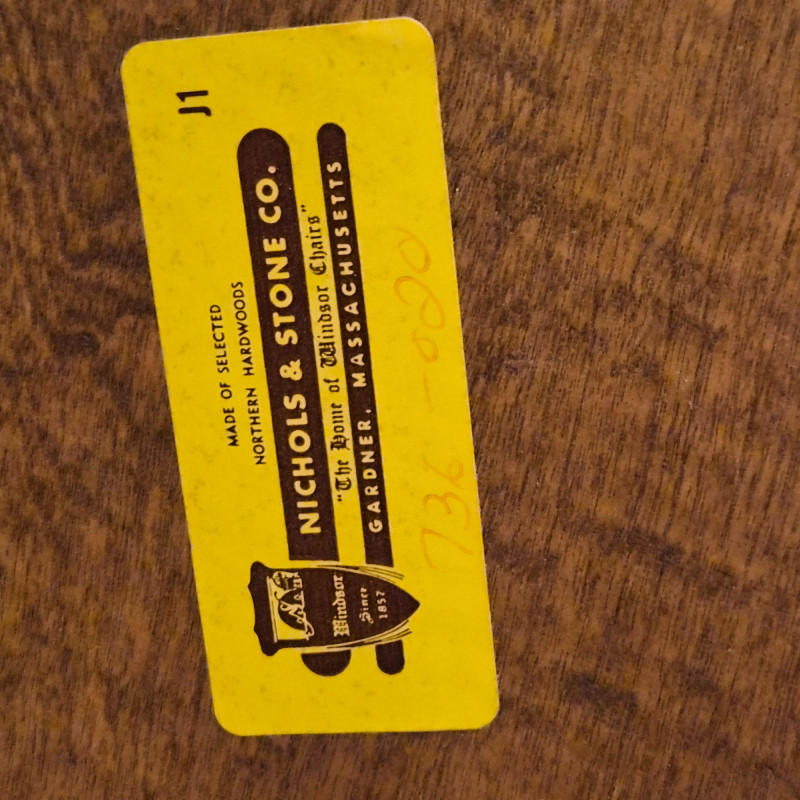 J1
MADE OF SELECTED
NORTHERN HARDWOODS
NICHOLS & STONE CO.
"The Home of Windsor Chairs"
GARDNER, MASSACHUSETTS
Windsor
Since
1857
736-020